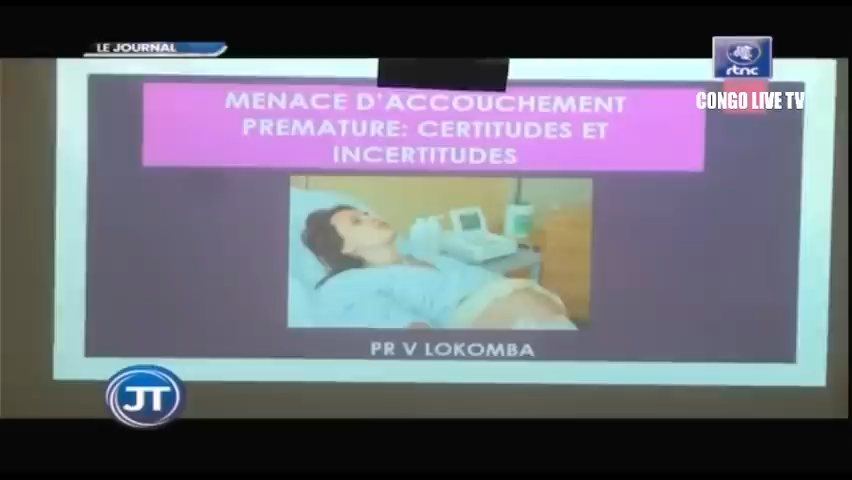 LE JOURNAL
rtnc
CONGO LIVE TV
MENACE D'ACCOUCHEMENT
PREMATURE: CERTITUDES ET
INCERTITUDES
PR V LOKOMBA
JT